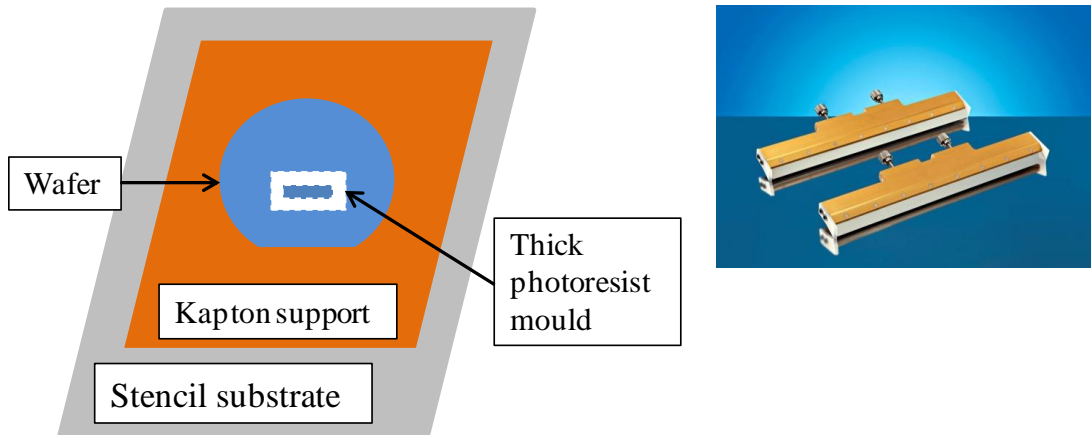 Wafer
Thick
photoresist
mould
Kapton support
Stencil substrate